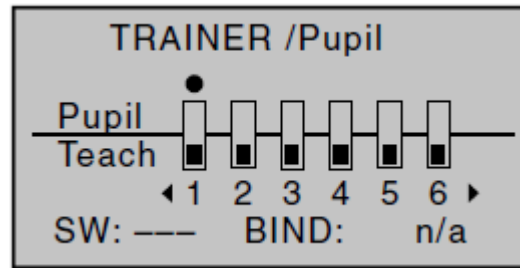 TRAINER /Pupil
Pupil
Teach
1 2 3 4 5 6
SW: ––– BIND: n/a